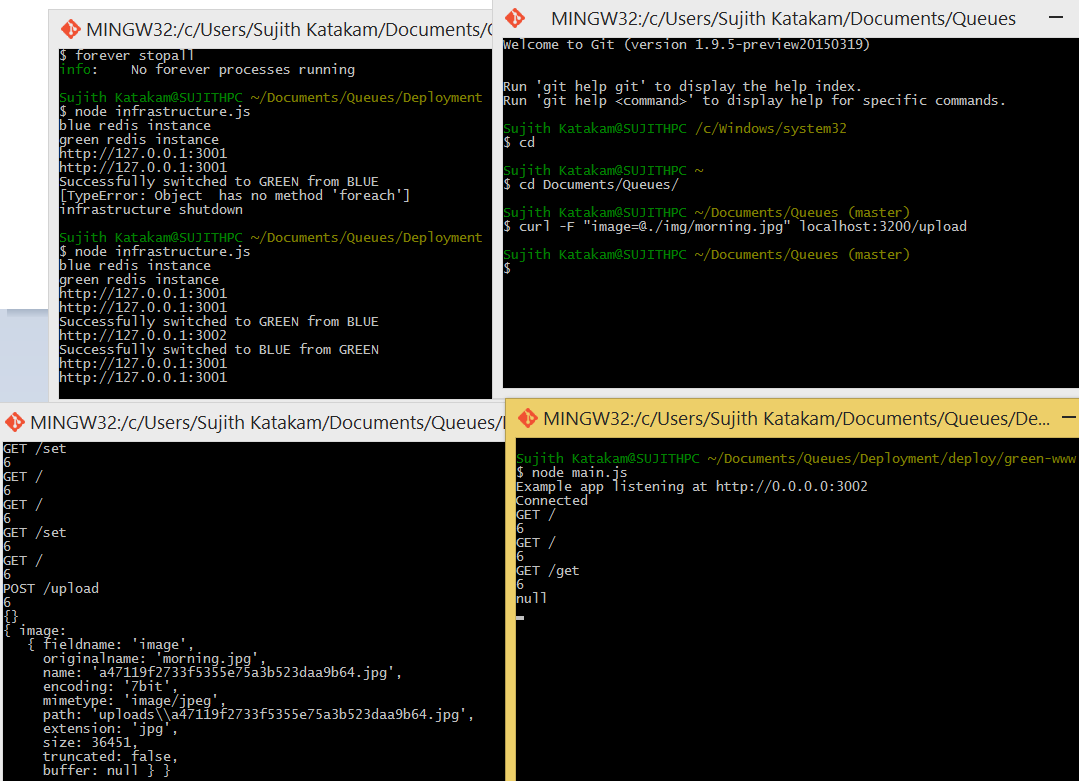 MINGW32:/c/Users/Sujith Katakam/Documents/
$ forever stopall
info:    No forever processes running
Sujith Katakam@SUJITHPC ~/Documents/Queues/Deployment
$ node infrastructure.js
blue redis instance
green redis instance
http://127.0.0.1:3001
http://127.0.0.1:3001
Successfully switched to GREEN from BLUE
[TypeError: Object  has no method 'foreach']
infrastructure shutdown
Sujith Katakam@SUJITHPC ~/Documents/Queues/Deployment
$ node infrastructure.js
blue redis instance
green redis instance
http://127.0.0.1:3001
http://127.0.0.1:3001
Successfully switched to GREEN from BLUE
http://127.0.0.1:3002
Successfully switched to BLUE from GREEN
http://127.0.0.1:3001
http://127.0.0.1:3001
MINGW32:/c/Users/Sujith Katakam/Documents/Queues
Welcome to Git (version 1.9.5-preview20150319)
Run 'git help git' to display the help index.
Run 'git help <command>' to display help for specific commands.
Sujith Katakam@SUJITHPC /c/Windows/system32
$ cd
Sujith Katakam@SUJITHPC ~
$ cd Documents/Queues/
Sujith Katakam@SUJITHPC ~/Documents/Queues (master)
$ curl -F "image=@./img/morning.jpg" localhost:3200/upload
Sujith Katakam@SUJITHPC ~/Documents/Queues (master)
$
MINGW32:/c/Users/Sujith Katakam/Documents/Queues/
GET /set
6
GET /
6
GET /
6
GET /set
6
GET /
6
POST /upload
6
{}
{ image:
   { fieldname: 'image',
     originalname: 'morning.jpg',
     name: 'a47119f2733f5355e75a3b523daa9b64.jpg',
     encoding: '7bit',
     mimetype: 'image/jpeg',
     path: 'uploads\\a47119f2733f5355e75a3b523daa9b64.jpg',
     extension: 'jpg',
     size: 36451,
     truncated: false,
     buffer: null } }
MINGW32:/c/Users/Sujith Katakam/Documents/Queues/De...
Sujith Katakam@SUJITHPC ~/Documents/Queues/Deployment/deploy/green-www
$ node main.js
Example app listening at http://0.0.0.0:3002
Connected
GET /
6
GET /
6
GET /get
6
null